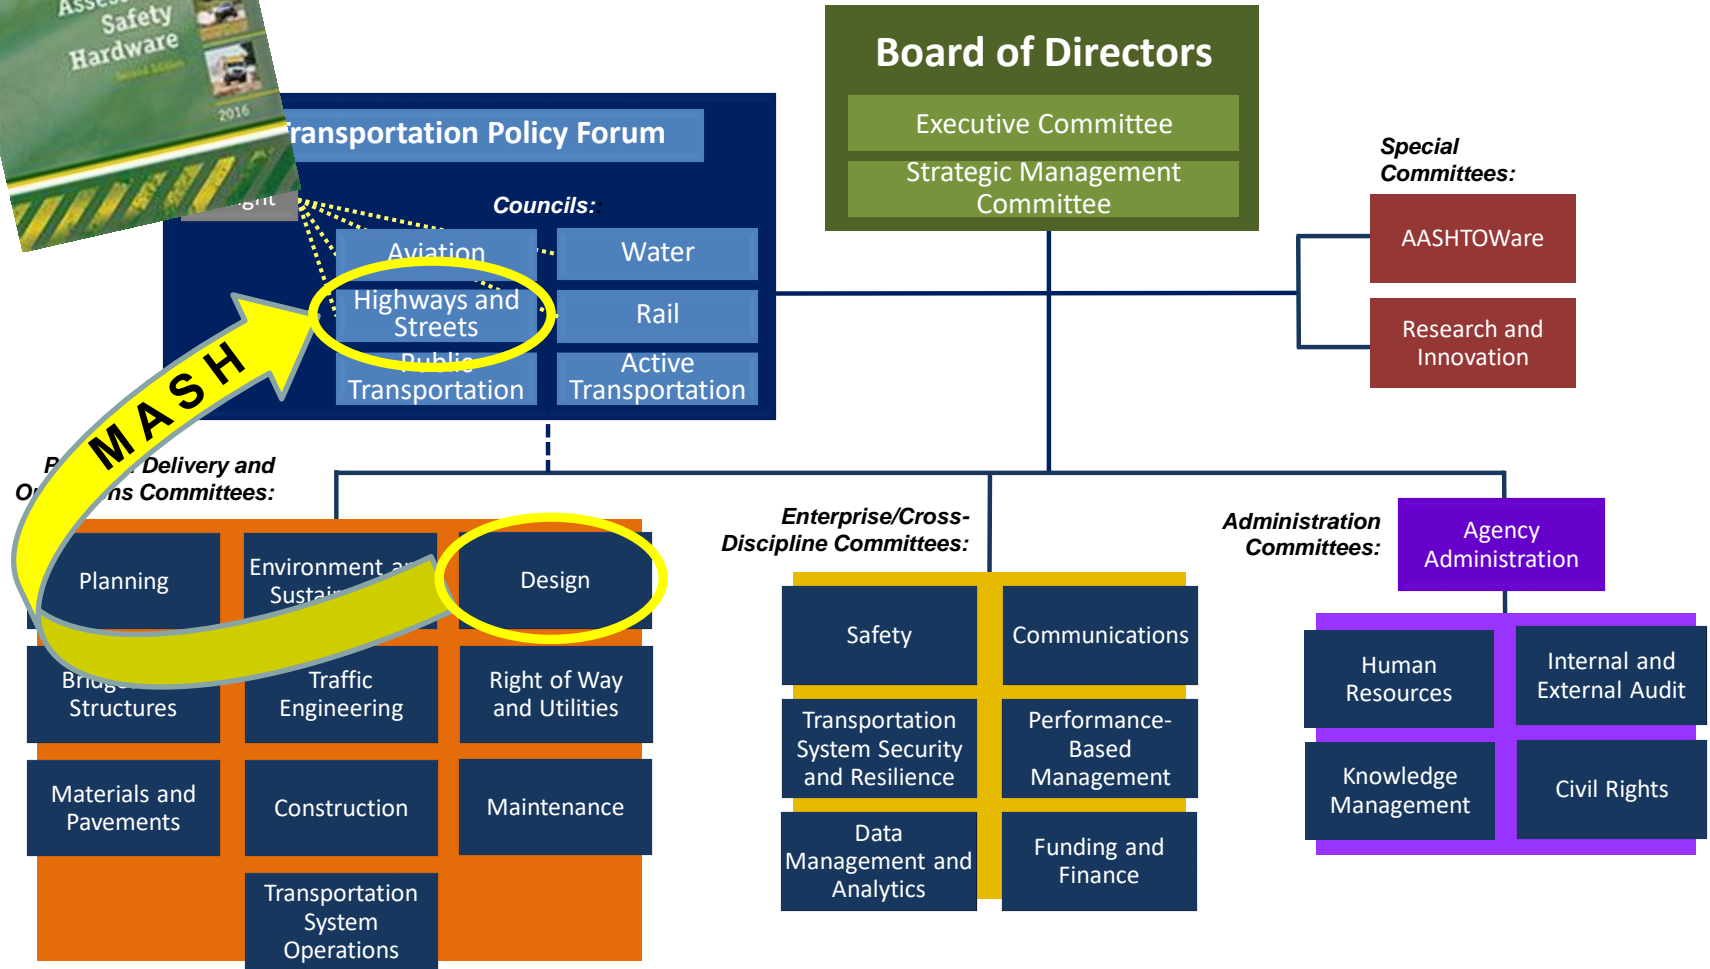 Safety
Hardware
Second Edition
2016
Board of Directors
Executive Committee
Strategic Management
Committee
Transportation Policy Forum
Councils:
Aviation
Water
Highways and
Streets
Rail
Public
Transportation
Active
Transportation
Special
Committees:
AASHTOWare
Research and
Innovation
MASH
Delivery and
Committees:
Planning
Environment
Design
Structures
Traffic
Engineering
Right of Way
and Utilities
Materials and
Pavements
Construction
Maintenance
Transportation
System
Operations
Enterprise/Cross-
Discipline Committees:
Safety
Communications
Transportation
System Security
and Resilience
Performance-
Based
Management
Data
Management and
Analytics
Funding and
Finance
Administration
Committees:
Agency
Administration
Human
Resources
Internal and
External Audit
Knowledge
Management
Civil Rights